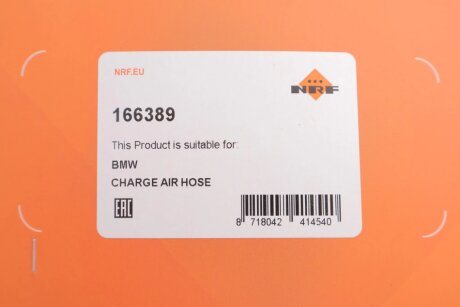 NRF.EU
NRF
166389
This Product is suitable for:
BMW
CHARGE AIR HOSE
EAC
8 718042 414540